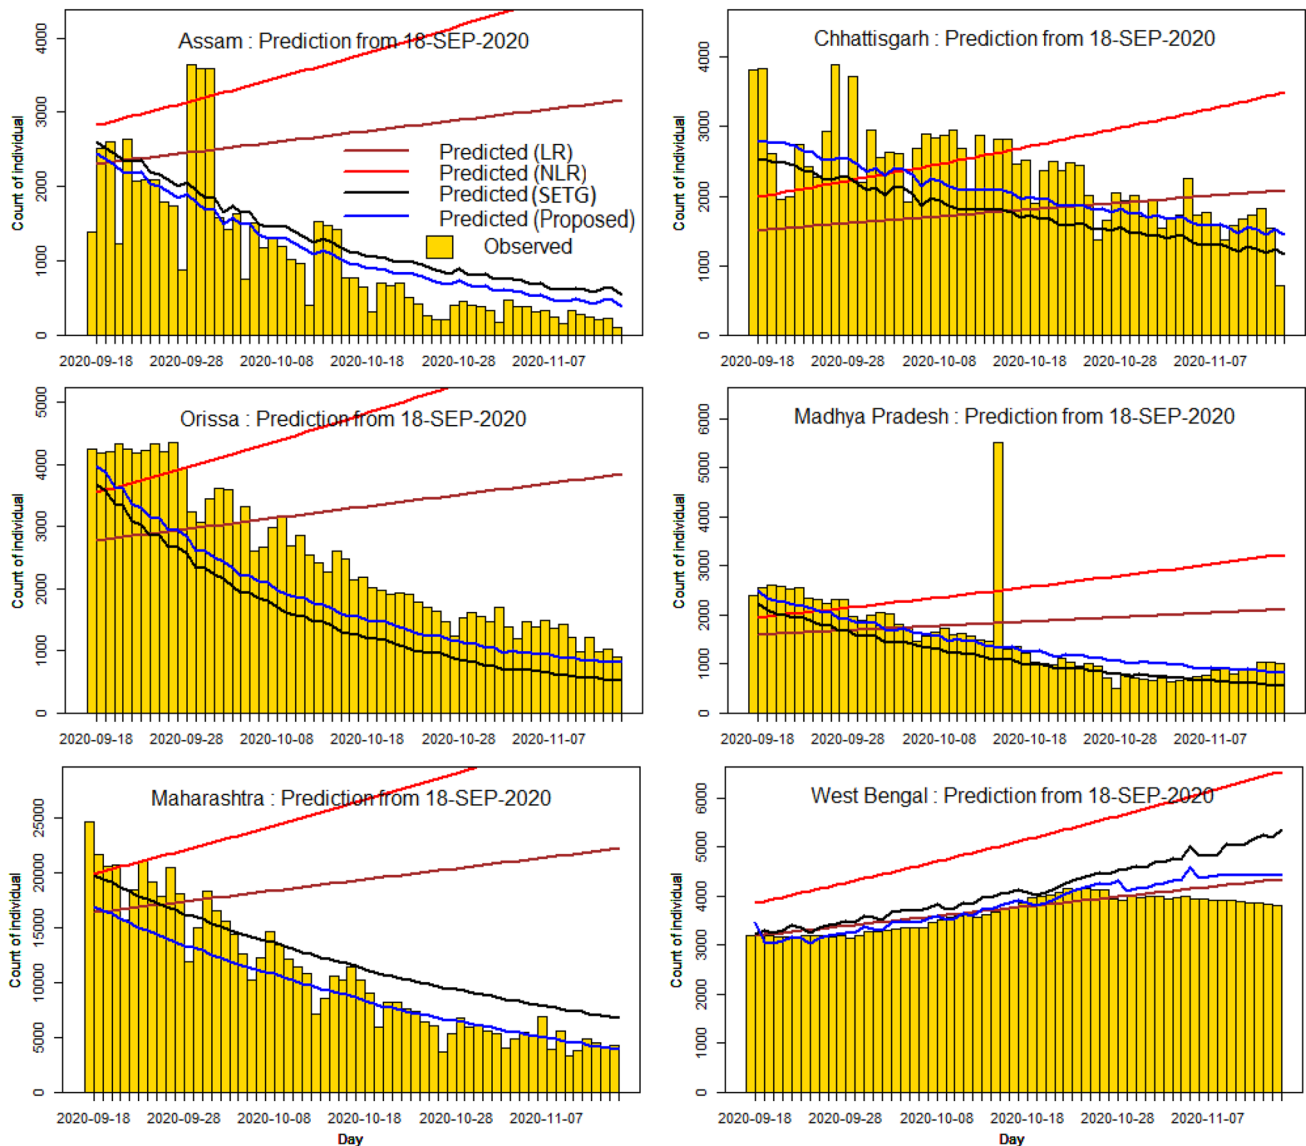 Assam : Prediction from 18-SEP-2020
Count of individual
0
1000
2000
3000
4000
Predicted (LR)
Predicted (NLR)
Predicted (SETG)
Predicted (Proposed)
Observed
2020-09-18 2020-09-28 2020-10-08 2020-10-18 2020-10-28 2020-11-07
Chhattisgarh : Prediction from 18-SEP-2020
Count of individual
0
1000
2000
3000
4000
2020-09-18 2020-09-28 2020-10-08 2020-10-18 2020-10-28 2020-11-07
Orissa : Prediction from 18-SEP-2020
Count of individual
0
1000
2000
3000
4000
5000
2020-09-18 2020-09-28 2020-10-08 2020-10-18 2020-10-28 2020-11-07
Madhya Pradesh : Prediction from 18-SEP-2020
Count of individual
0
1000
2000
3000
4000
5000
6000
2020-09-18 2020-09-28 2020-10-08 2020-10-18 2020-10-28 2020-11-07
Maharashtra : Prediction from 18-SEP-2020
Count of individual
0
5000
10000
15000
20000
25000
2020-09-18 2020-09-28 2020-10-08 2020-10-18 2020-10-28 2020-11-07
Day
West Bengal : Prediction from 18-SEP-2020
Count of individual
0
1000
2000
3000
4000
5000
6000
2020-09-18 2020-09-28 2020-10-08 2020-10-18 2020-10-28 2020-11-07
Day